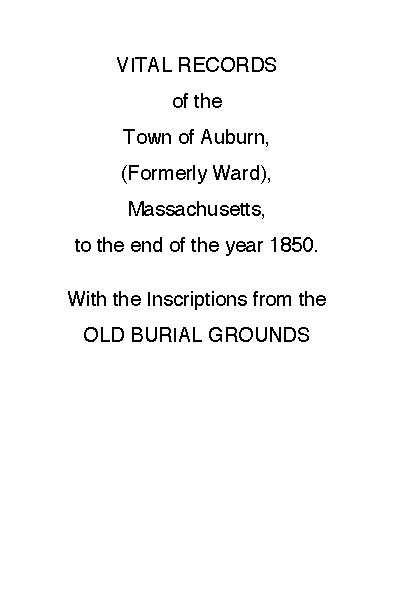 VITAL RECORDS
of the
Town of Auburn,
(Formerly Ward),
Massachusetts,
to the end of the year 1850.
With the Inscriptions from the
OLD BURIAL GROUNDS